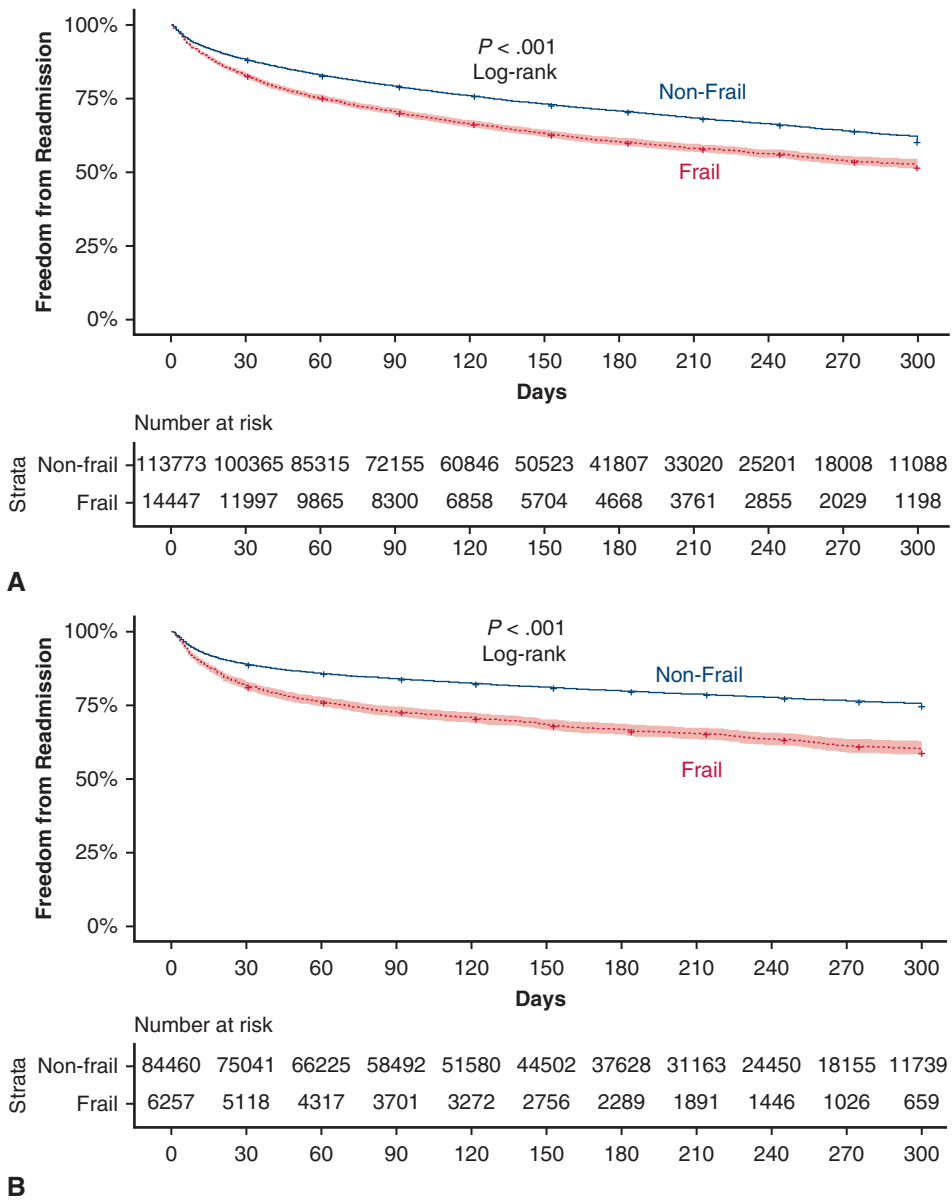 100%
75%
50%
25%
0%
Freedom from Readmission
P < .001
Log-rank
Non-Frail
Frail
0 30 60 90 120 150 180 210 240 270 300
Days
Number at risk
Strata
Non-frail 113773 100365 85315 72155 60846 50523 41807 33020 25201 18008 11088
Frail 14447 11997 9865 8300 6858 5704 4668 3761 2855 2029 1198
0 30 60 90 120 150 180 210 240 270 300
A
100%
75%
50%
25%
0%
Freedom from Readmission
P < .001
Log-rank
Non-Frail
Frail
0 30 60 90 120 150 180 210 240 270 300
Days
Number at risk
Strata
Non-frail 84460 75041 66225 58492 51580 44502 37628 31163 24450 18155 11739
Frail 6257 5118 4317 3701 3272 2756 2289 1891 1446 1026 659
0 30 60 90 120 150 180 210 240 270 300
B